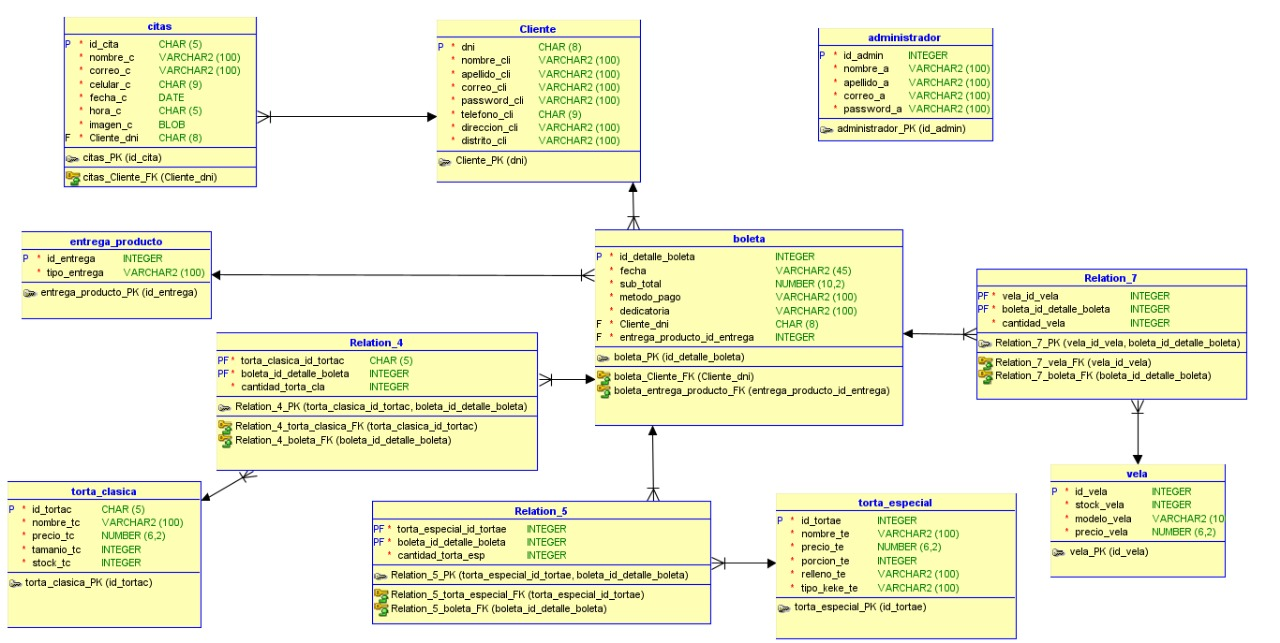 citas
P * id_cita CHAR (5)
* nombre_c VARCHAR2 (100)
* correo_c VARCHAR2 (100)
* celular_c CHAR (9)
* fecha_c DATE
* hora_c CHAR (5)
* imagen_c BLOB
F * Cliente_dni CHAR (8)
citas_PK (id_cita)
citas_Cliente_FK (Cliente_dni)
Cliente
P * dni CHAR (8)
* nombre_cli VARCHAR2 (100)
* apellido_cli VARCHAR2 (100)
* correo_cli VARCHAR2 (100)
* password_cli VARCHAR2 (100)
* telefono_cli CHAR (9)
* direccion_cli VARCHAR2 (100)
* distrito_cli VARCHAR2 (100)
Cliente_PK (dni)
administrador
P * id_admin INTEGER
* nombre_a VARCHAR2 (100)
* apellido_a VARCHAR2 (100)
* correo_a VARCHAR2 (100)
* password_a VARCHAR2 (100)
administrador_PK (id_admin)
entrega_producto
P * id_entrega INTEGER
* tipo_entrega VARCHAR2 (100)
entrega_producto_PK (id_entrega)
boleta
P * id_detalle_boleta INTEGER
* fecha VARCHAR2 (45)
* sub_total NUMBER (10,2)
* metodo_pago VARCHAR2 (100)
* dedicatoria VARCHAR2 (100)
F * Cliente_dni CHAR (8)
F * entrega_producto_id_entrega INTEGER
boleta_PK (id_detalle_boleta)
boleta_Cliente_FK (Cliente_dni)
boleta_entrega_producto_FK (entrega_producto_id_entrega)
Relation_7
PF * vela_id_vela INTEGER
PF * boleta_id_detalle_boleta INTEGER
* cantidad_vela INTEGER
Relation_7_PK (vela_id_vela, boleta_id_detalle_boleta)
Relation_7_vela_FK (vela_id_vela)
Relation_7_boleta_FK (boleta_id_detalle_boleta)
Relation_4
PF * torta_clasica_id_tortac CHAR (5)
PF * boleta_id_detalle_boleta INTEGER
* cantidad_torta_cla INTEGER
Relation_4_PK (torta_clasica_id_tortac, boleta_id_detalle_boleta)
Relation_4_torta_clasica_FK (torta_clasica_id_tortac)
Relation_4_boleta_FK (boleta_id_detalle_boleta)
torta_clasica
P * id_tortac CHAR (5)
* nombre_tc VARCHAR2 (100)
* precio_tc NUMBER (6,2)
* tamanio_tc INTEGER
* stock_tc INTEGER
torta_clasica_PK (id_tortac)
Relation_5
PF * torta_especial_id_tortae INTEGER
PF * boleta_id_detalle_boleta INTEGER
* cantidad_torta_esp INTEGER
Relation_5_PK (torta_especial_id_tortae, boleta_id_detalle_boleta)
Relation_5_torta_especial_FK (torta_especial_id_tortae)
Relation_5_boleta_FK (boleta_id_detalle_boleta)
torta_especial
P * id_tortae INTEGER
* nombre_te VARCHAR2 (100)
* precio_te NUMBER (6,2)
* porcion_te INTEGER
* relleno_te VARCHAR2 (100)
* tipo_keke_te VARCHAR2 (100)
torta_especial_PK (id_tortae)
vela
P * id_vela INTEGER
* stock_vela INTEGER
* modelo_vela VARCHAR2 (10
* precio_vela NUMBER (6,2)
vela_PK (id_vela)